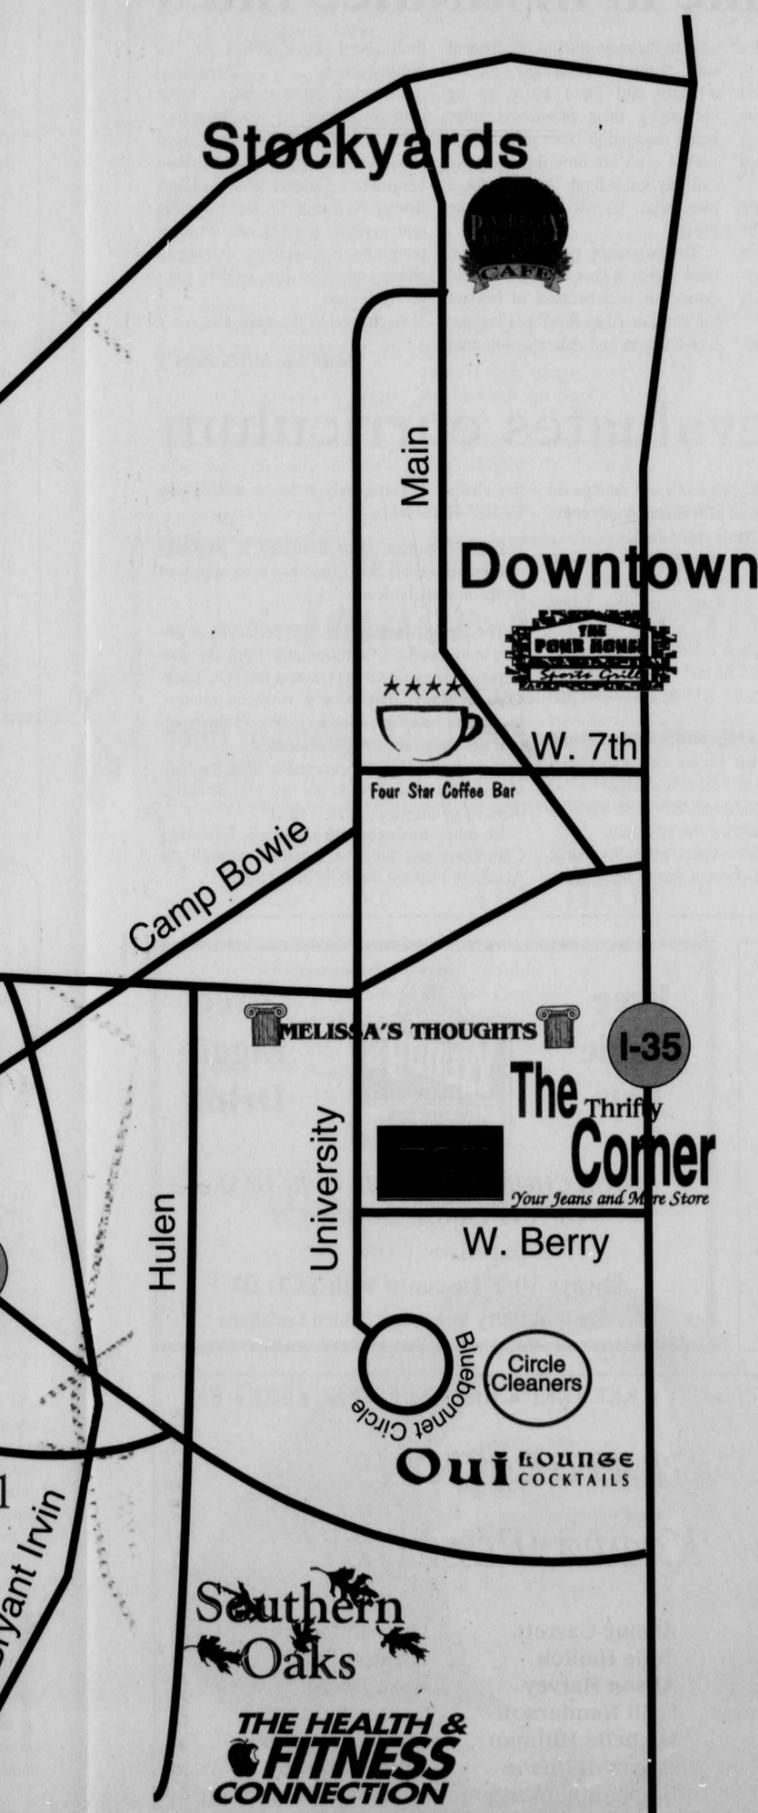 Stockyards
CAFE
Main
Downtown
THE
POUR HOUSE
Sports Grill
W. 7th
Four Star Coffee Bar
Camp Bowie
MELISSA'S THOUGHTS
I-35
The
Thrifty
Corner
Your Jeans and More Store
University
Hulen
W. Berry
Bluebonnet Circle
Circle
Cleaners
Oui LOUNGE
COCKTAILS
l
ryant Irvin
Southern
Oaks
THE HEALTH &
FITNESS
CONNECTION